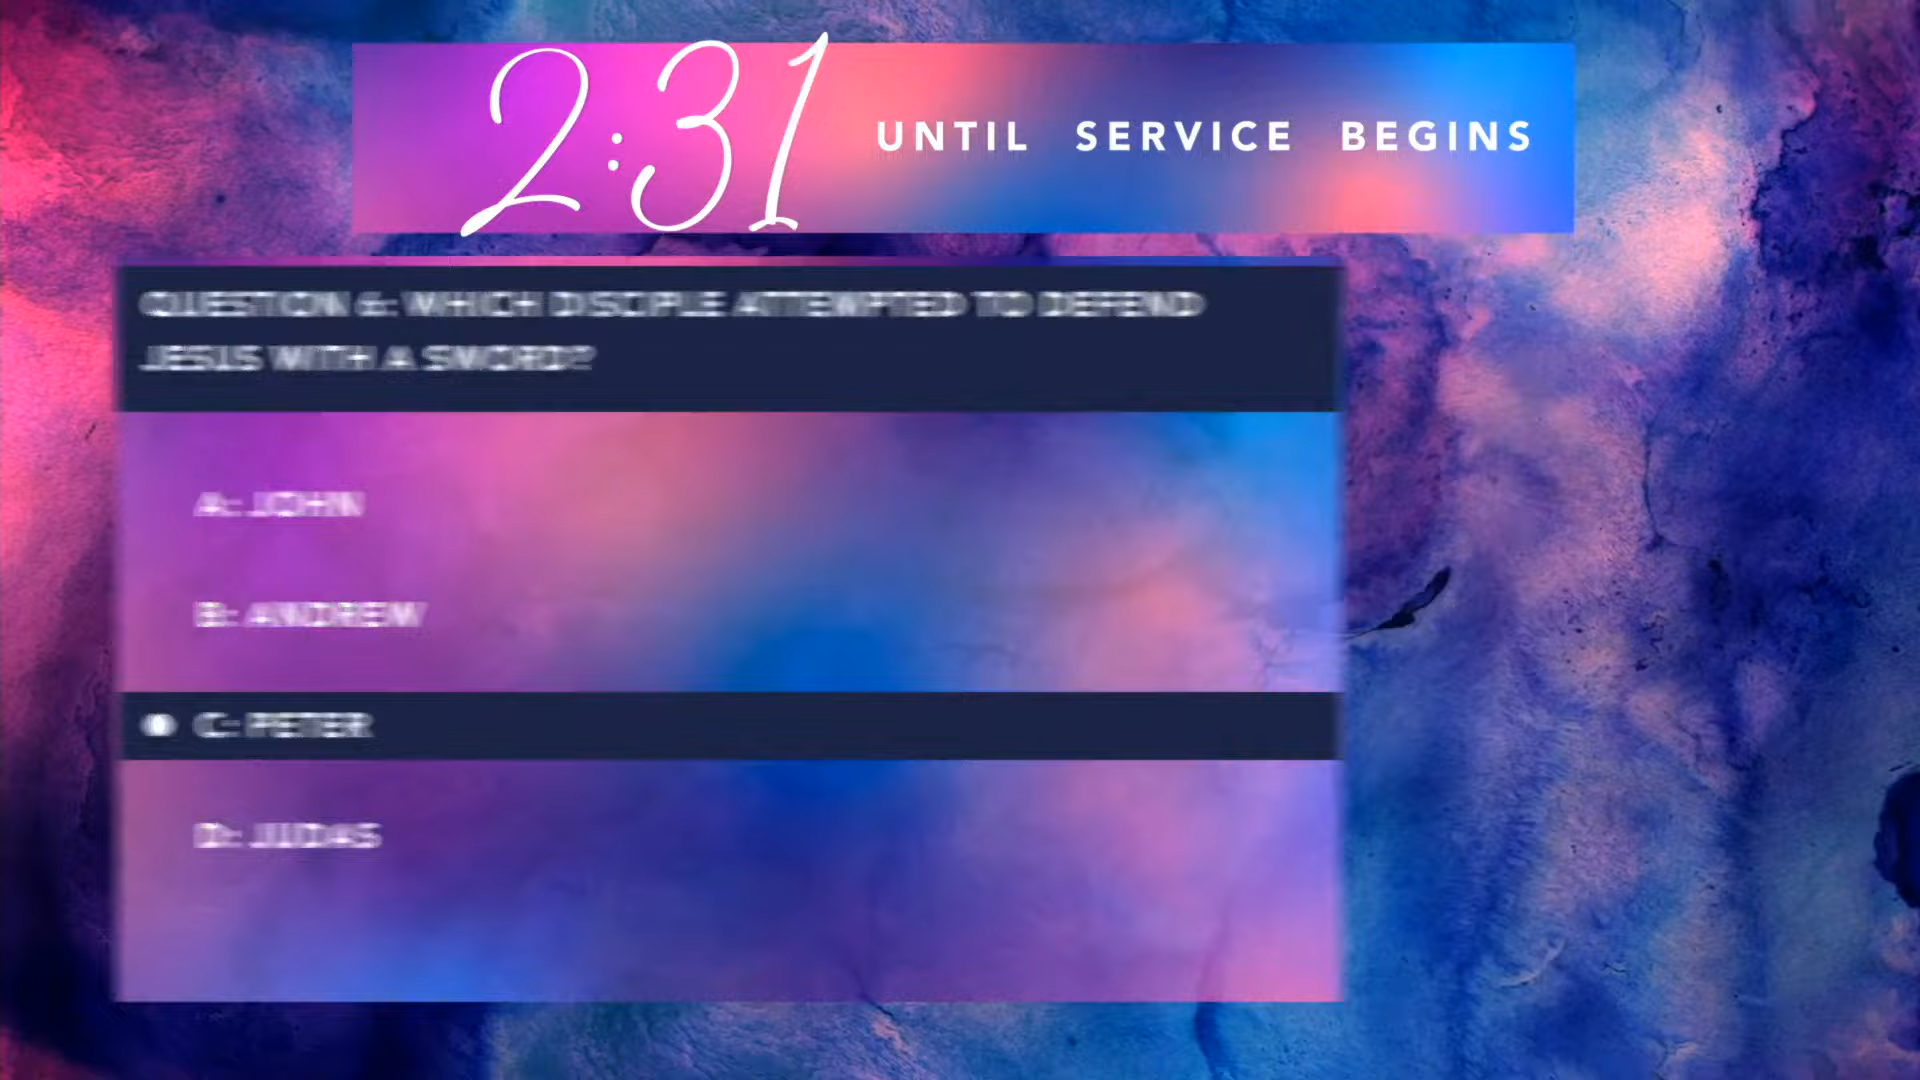 2:31 UNTIL SERVICE BEGINS
QUESTION 6: WHICH DISCIPLE ATTEMPTED TO DEFEND
JESUS WITH A SWORD?
A: JOHN
B: ANDREW
C: PETER
D: JUDAS